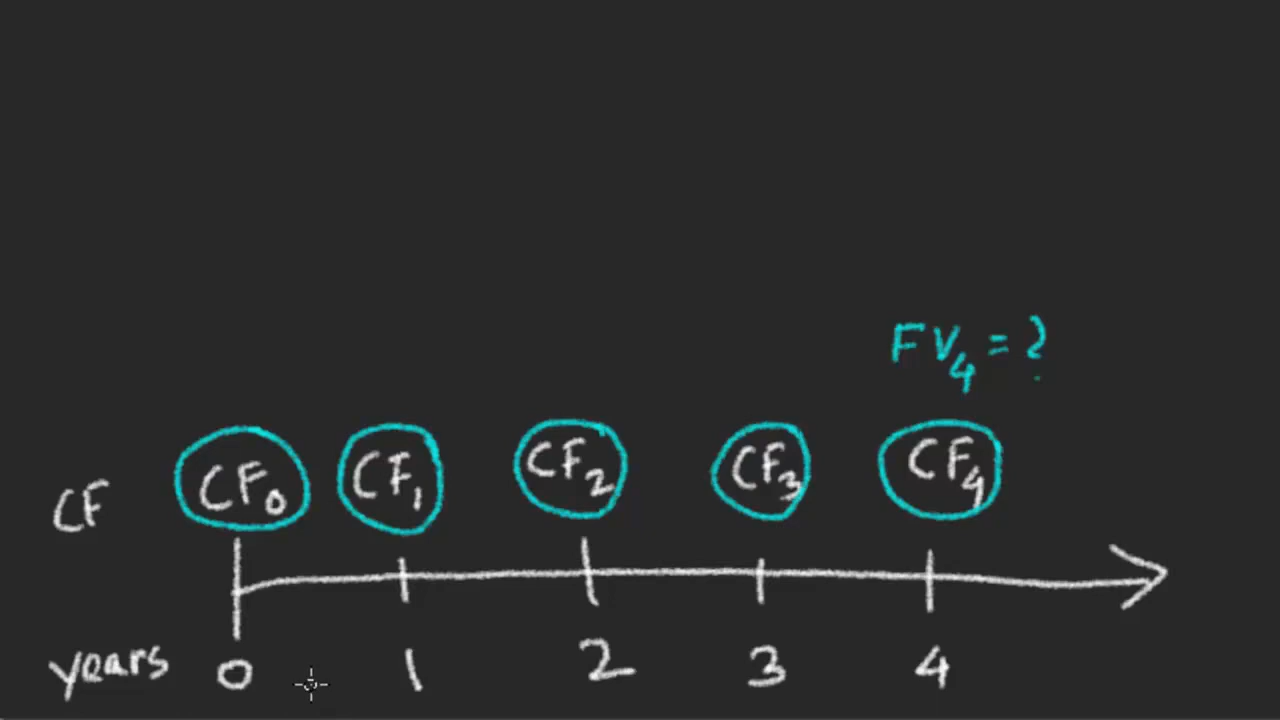 FV₄ = ?
CF CF₀ CF₁ CF₂ CF₃ CF₄
years 0 1 2 3 4